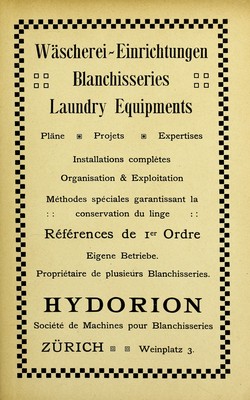 Wäscherei-Einrichtungen
Blanchisseries
Laundry Equipments
Pläne Projets Expertises
Installations complètes
Organisation & Exploitation
Méthodes spéciales garantissant la
:: conservation du linge ::
Références de 1er Ordre
Eigene Betriebe.
Propriétaire de plusieurs Blanchisseries.
HYDORION
Société de Machines pour Blanchisseries
ZÜRICH Weinplatz 3.